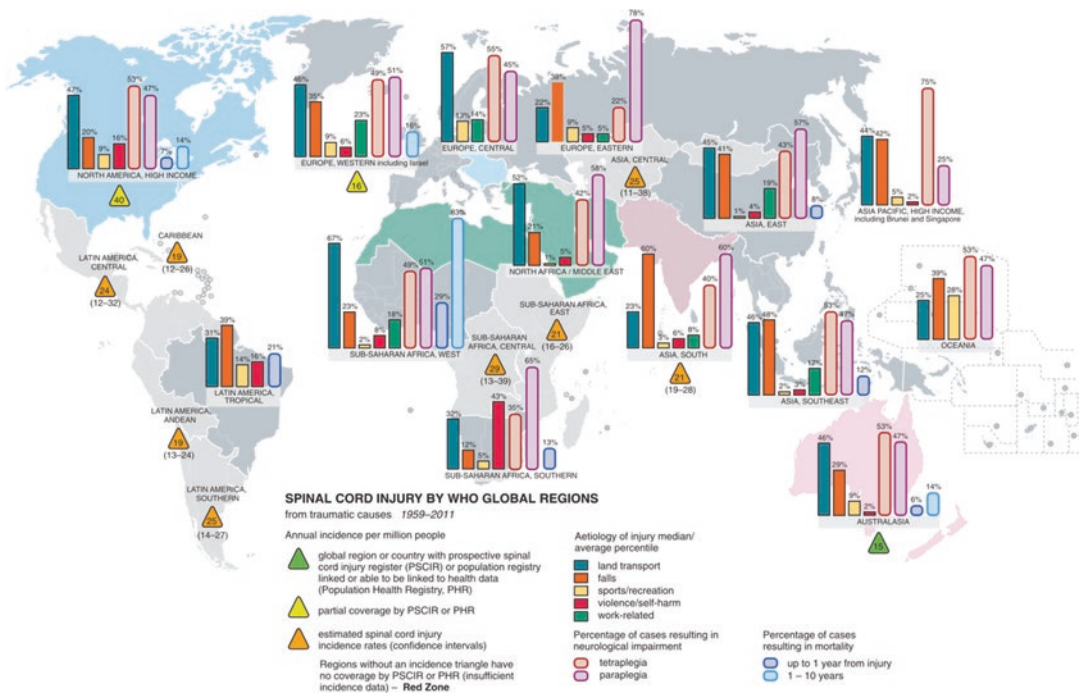 78%
57%
55%
45%
14%
13%
EUROPE, CENTRAL
38%
22%
9%
5%
5%
22%
EUROPE, EASTERN
46%
35%
9%
6%
23%
49%
51%
16%
EUROPE, WESTERN including Israel
16
47%
20%
9%
16%
53%
47%
7%
14%
NORTH AMERICA, HIGH INCOME
40
ASIA, CENTRAL
25
(11–38)
45%
41%
1%
4%
19%
43%
57%
8%
ASIA, EAST
44%
42%
5%
2%
75%
25%
ASIA PACIFIC, HIGH INCOME,
including Brunei and Singapore
CARIBBEAN
19
(12–26)
LATIN AMERICA,
CENTRAL
24
(12–32)
52%
21%
1%
5%
42%
58%
NORTH AFRICA / MIDDLE EAST
67%
23%
2%
8%
18%
49%
51%
29%
83%
SUB-SAHARAN AFRICA, WEST
SUB-SAHARAN AFRICA,
EAST
21
(16–26)
SUB-SAHARAN
AFRICA, CENTRAL
29
(13–39)
23%
60%
3%
6%
8%
40%
60%
ASIA, SOUTH
21
(19–28)
46%
48%
2%
3%
12%
53%
47%
12%
ASIA, SOUTHEAST
25%
39%
28%
53%
47%
OCEANIA
31%
39%
14%
16%
21%
LATIN AMERICA,
TROPICAL
LATIN AMERICA,
ANDEAN
19
(13–24)
32%
12%
5%
43%
35%
65%
13%
SUB-SAHARAN AFRICA, SOUTHERN
46%
29%
9%
2%
53%
47%
6%
14%
AUSTRALASIA
15
LATIN AMERICA,
SOUTHERN
25
(14–27)
SPINAL CORD INJURY BY WHO GLOBAL REGIONS
from traumatic causes 1959–2011
Annual incidence per million people
global region or country with prospective spinal
cord injury register (PSCIR) or population registry
linked or able to be linked to health data
(Population Health Registry, PHR)
partial coverage by PSCIR or PHR
estimated spinal cord injury
incidence rates (confidence intervals)
Regions without an incidence triangle have
no coverage by PSCIR or PHR (insufficient
incidence data) – Red Zone
Aetiology of injury median/
average percentile
land transport
falls
sports/recreation
violence/self-harm
work-related
Percentage of cases resulting in
neurological impairment
tetraplegia
paraplegia
Percentage of cases
resulting in mortality
up to 1 year from injury
1 – 10 years